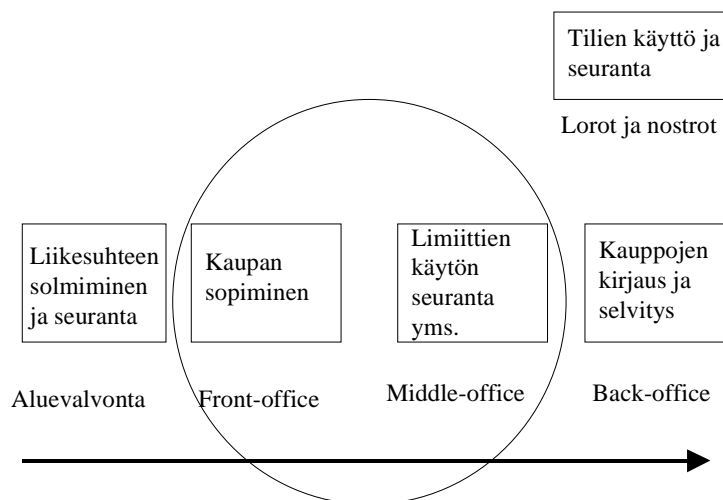 Tilien käyttö ja
seuranta
Lorot ja nostrot
Liikesuhteen
solmiminen
ja seuranta
Kaupan
sopiminen
Limiittien
käytön
seuranta
yms.
Kauppojen
kirjaus ja
selvitys
Aluevalvonta
Front-office
Middle-office
Back-office